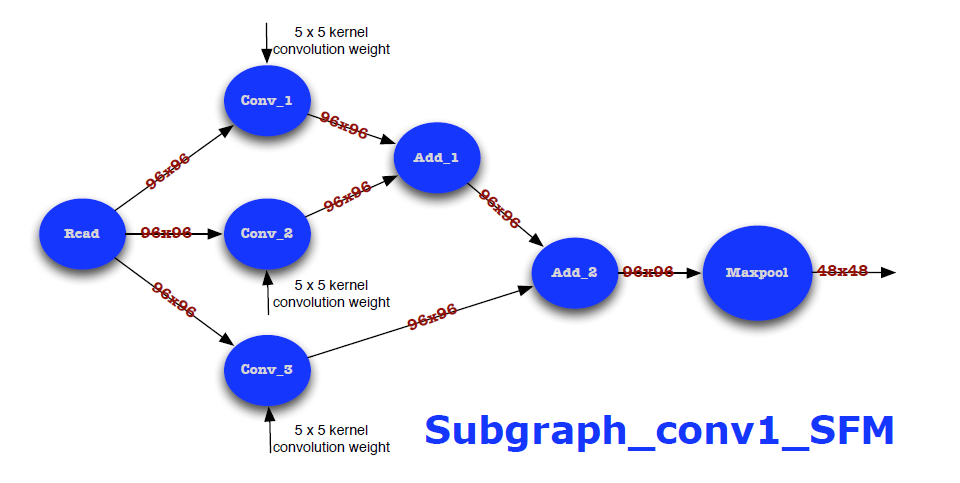 5 x 5 kernel
convolution weight
Conv_1
96x96
Add_1
96x96
96x96
96x96
Read
96x96
Conv_2
Add_2
96x96
Maxpool
48x48
5 x 5 kernel
convolution weight
96x96
96x96
Conv_3
5 x 5 kernel
convolution weight
Subgraph_conv1_SFM